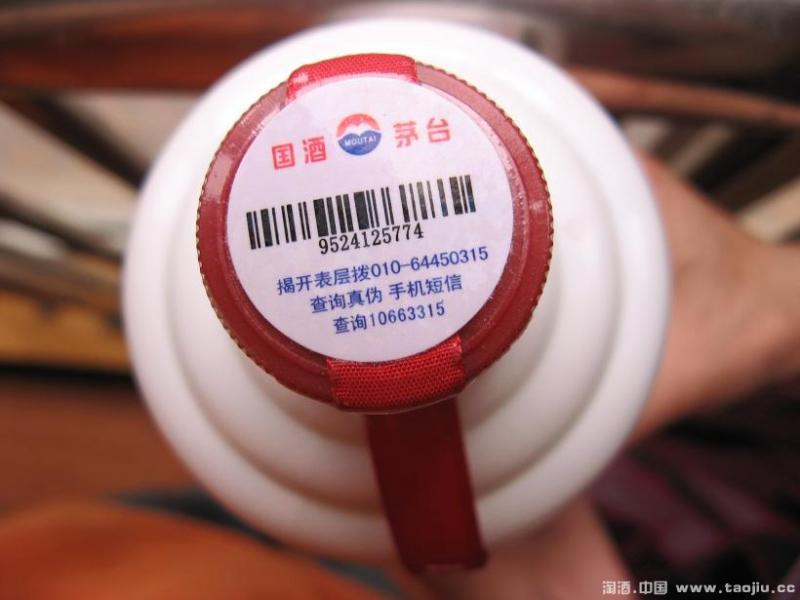 国酒 MOUTAI 茅台
9524125774
揭开表层拨010-64450315
查询真伪 手机短信
查询10663315
淘酒.中国 www.taojiu.cc